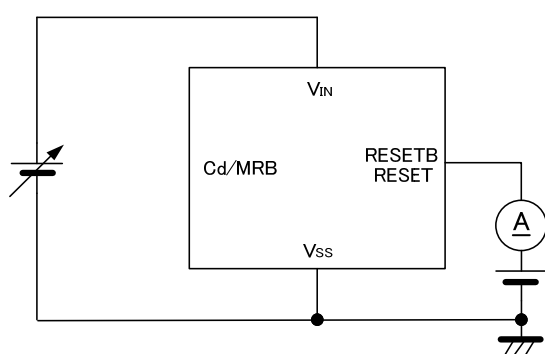 VIN
Cd/MRB
RESETB
RESET
A
VSS